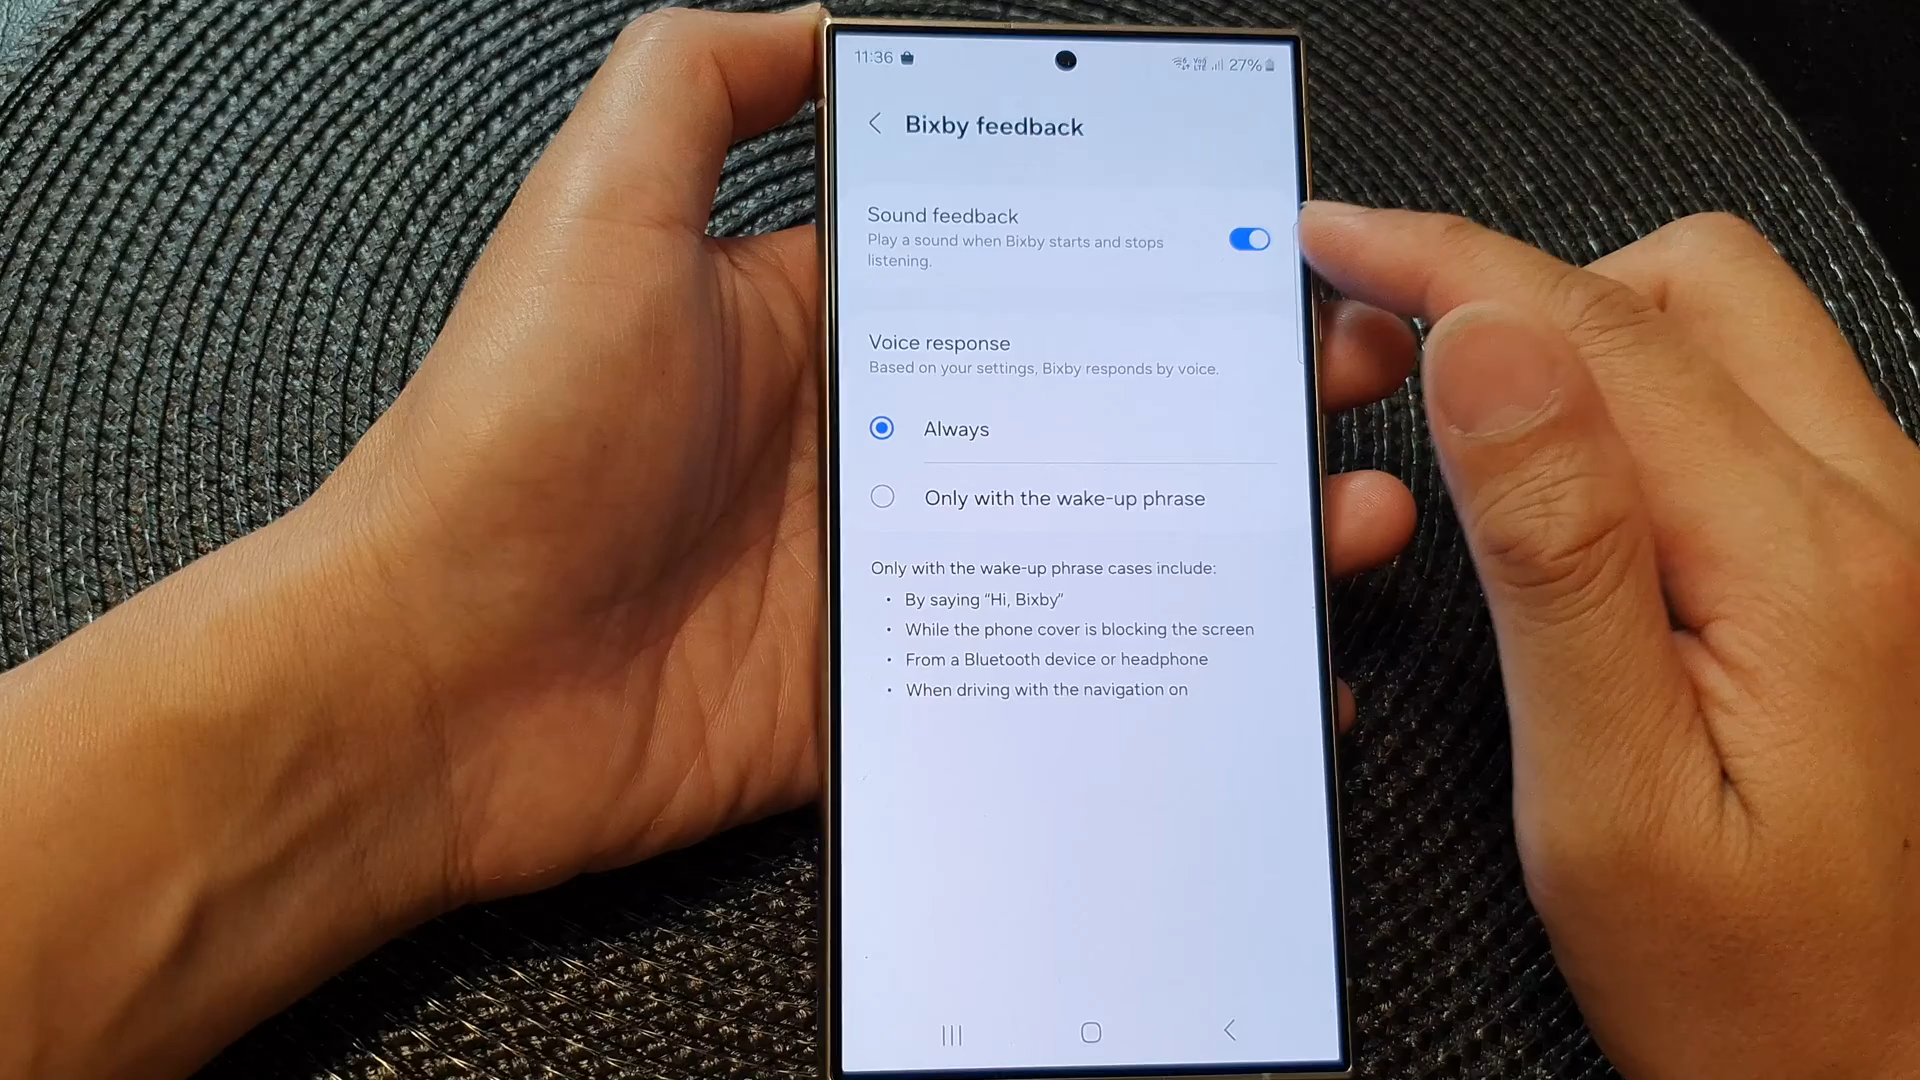 11:36 27%
Bixby feedback
Sound feedback
Play a sound when Bixby starts and stops
listening.
Voice response
Based on your settings, Bixby responds by voice.
Always
Only with the wake-up phrase
Only with the wake-up phrase cases include:
• By saying “Hi, Bixby”
• While the phone cover is blocking the screen
• From a Bluetooth device or headphone
• When driving with the navigation on